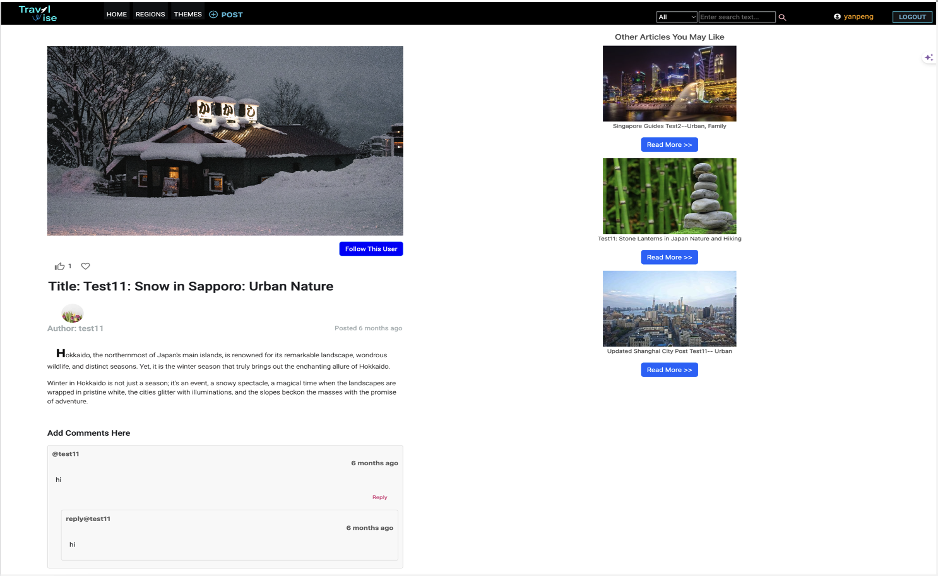 Travel
Wise
HOME REGIONS THEMES POST
All
Enter search text...
yanpeng
LOGOUT
かかし
Follow This User
1
Title: Test11: Snow in Sapporo: Urban Nature
Author: test11
Posted 6 months ago
Hokkaido, the northernmost of Japan's main islands, is renowned for its remarkable landscape, wondrous
wildlife, and distinct seasons. Yet, it is the winter season that truly brings out the enchanting allure of Hokkaido.
Winter in Hokkaido is not just a season; it's an event, a snowy spectacle, a magical time when the landscapes are
wrapped in pristine white, the cities glitter with illuminations, and the slopes beckon the masses with the promise
of adventure.
Add Comments Here
@test11
6 months ago
hi
Reply
reply@test11
6 months ago
hi
Other Articles You May Like
Singapore Guides Test2--Urban, Family
Read More >>
Test11: Stone Lanterns in Japan Nature and Hiking
Read More >>
Updated Shanghai City Post Test11-- Urban
Read More >>